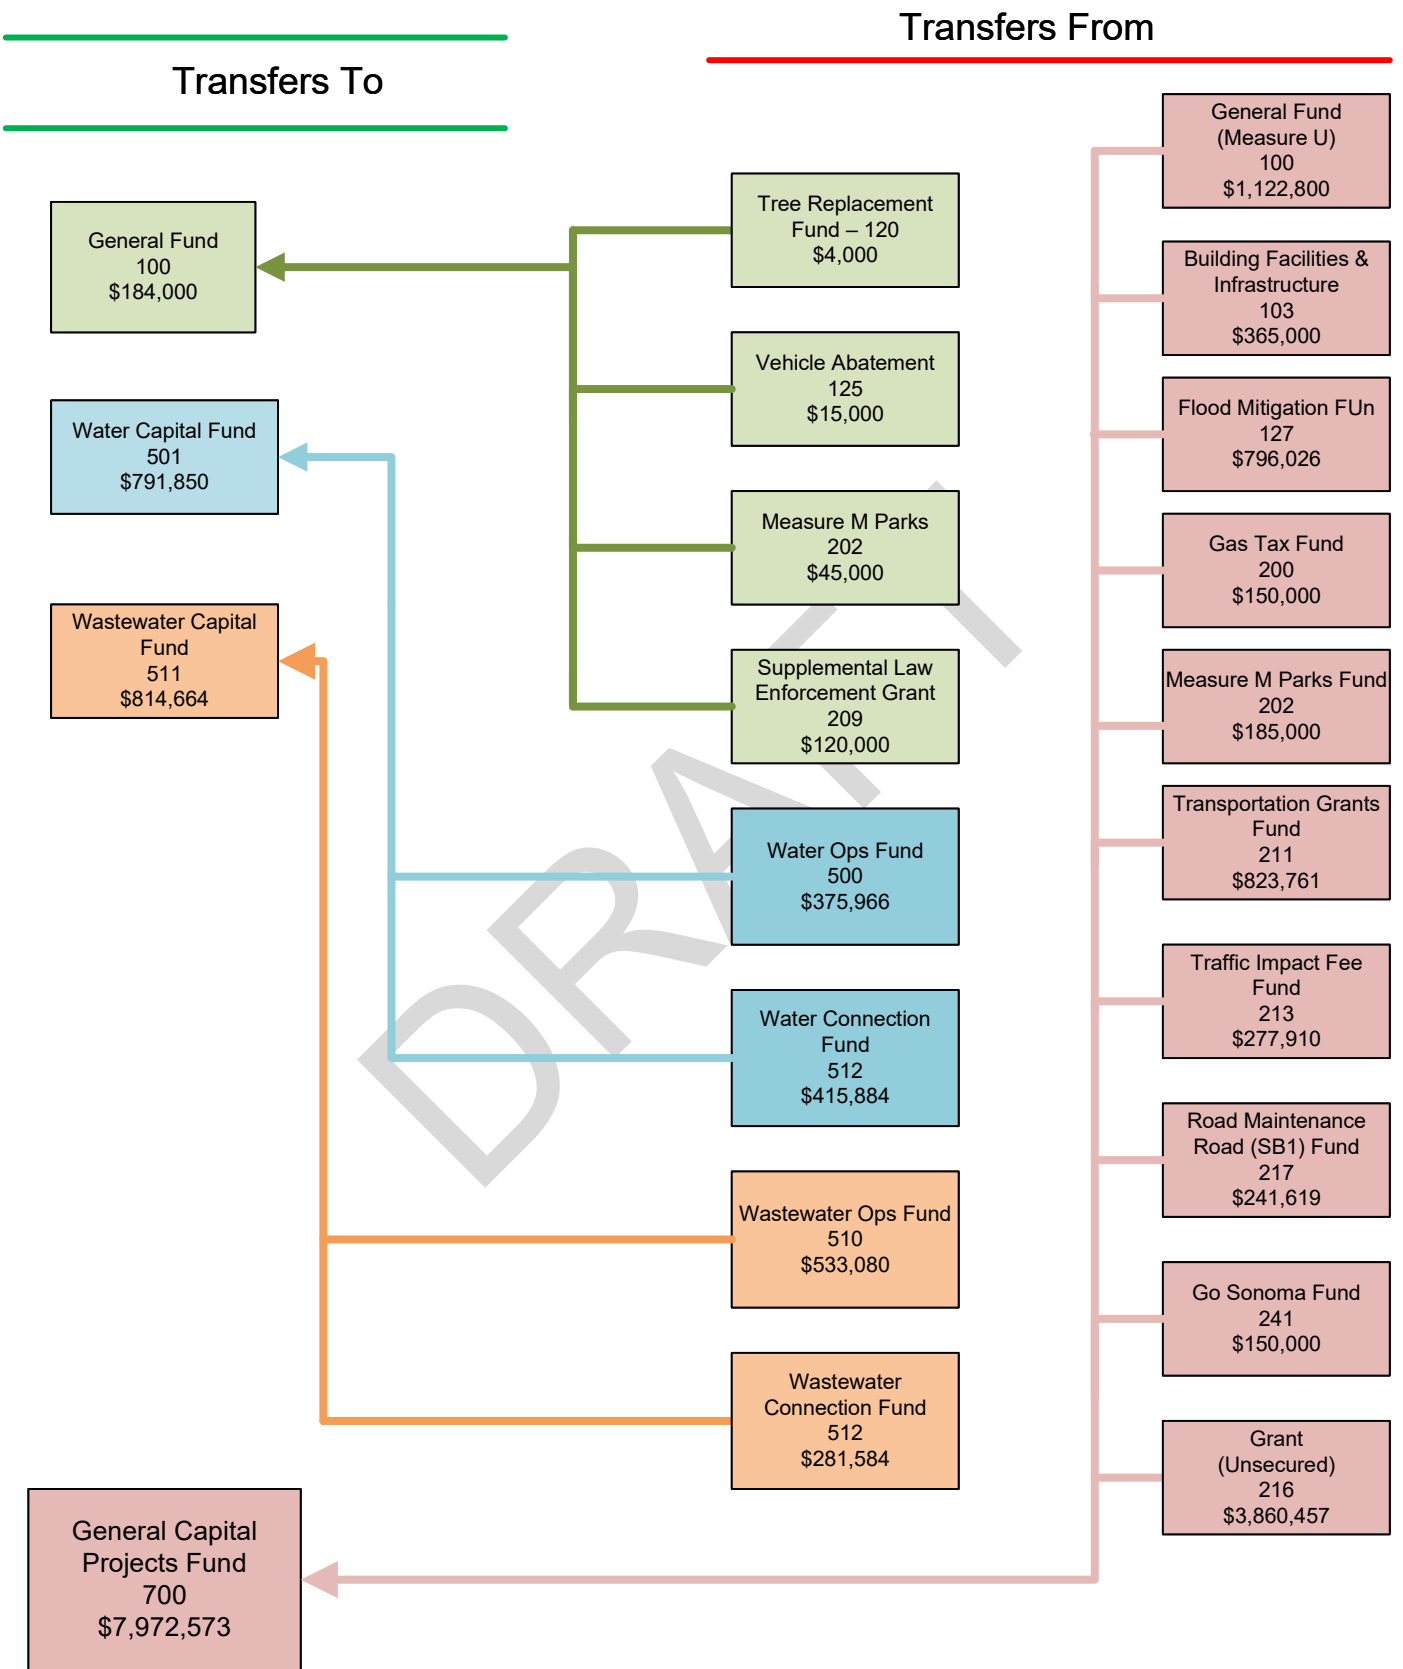 Transfers From
Transfers To
General Fund
100
$184,000
Water Capital Fund
501
$791,850
Wastewater Capital
Fund
511
$814,664
General Capital
Projects Fund
700
$7,972,573
Tree Replacement
Fund – 120
$4,000
Vehicle Abatement
125
$15,000
Measure M Parks
202
$45,000
Supplemental Law
Enforcement Grant
209
$120,000
Water Ops Fund
500
$375,966
Water Connection
Fund
512
$415,884
Wastewater Ops Fund
510
$533,080
Wastewater
Connection Fund
512
$281,584
General Fund
(Measure U)
100
$1,122,800
Building Facilities &
Infrastructure
103
$365,000
Flood Mitigation FUn
127
$796,026
Gas Tax Fund
200
$150,000
Measure M Parks Fund
202
$185,000
Transportation Grants
Fund
211
$823,761
Traffic Impact Fee
Fund
213
$277,910
Road Maintenance
Road (SB1) Fund
217
$241,619
Go Sonoma Fund
241
$150,000
Grant
(Unsecured)
216
$3,860,457
DRAFT